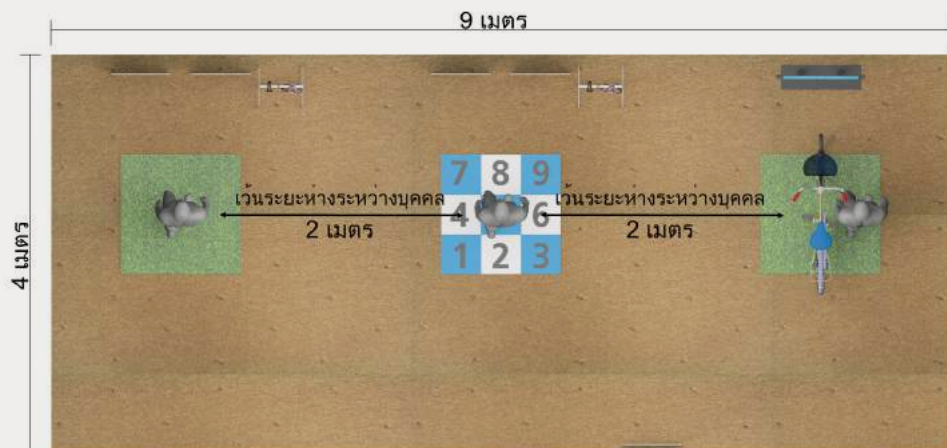 9 เมตร
4 เมตร
7 8 9
เว้นระยะห่างระหว่างบุคคล
2 เมตร
4 6
เว้นระยะห่างระหว่างบุคคล
2 เมตร
1 2 3